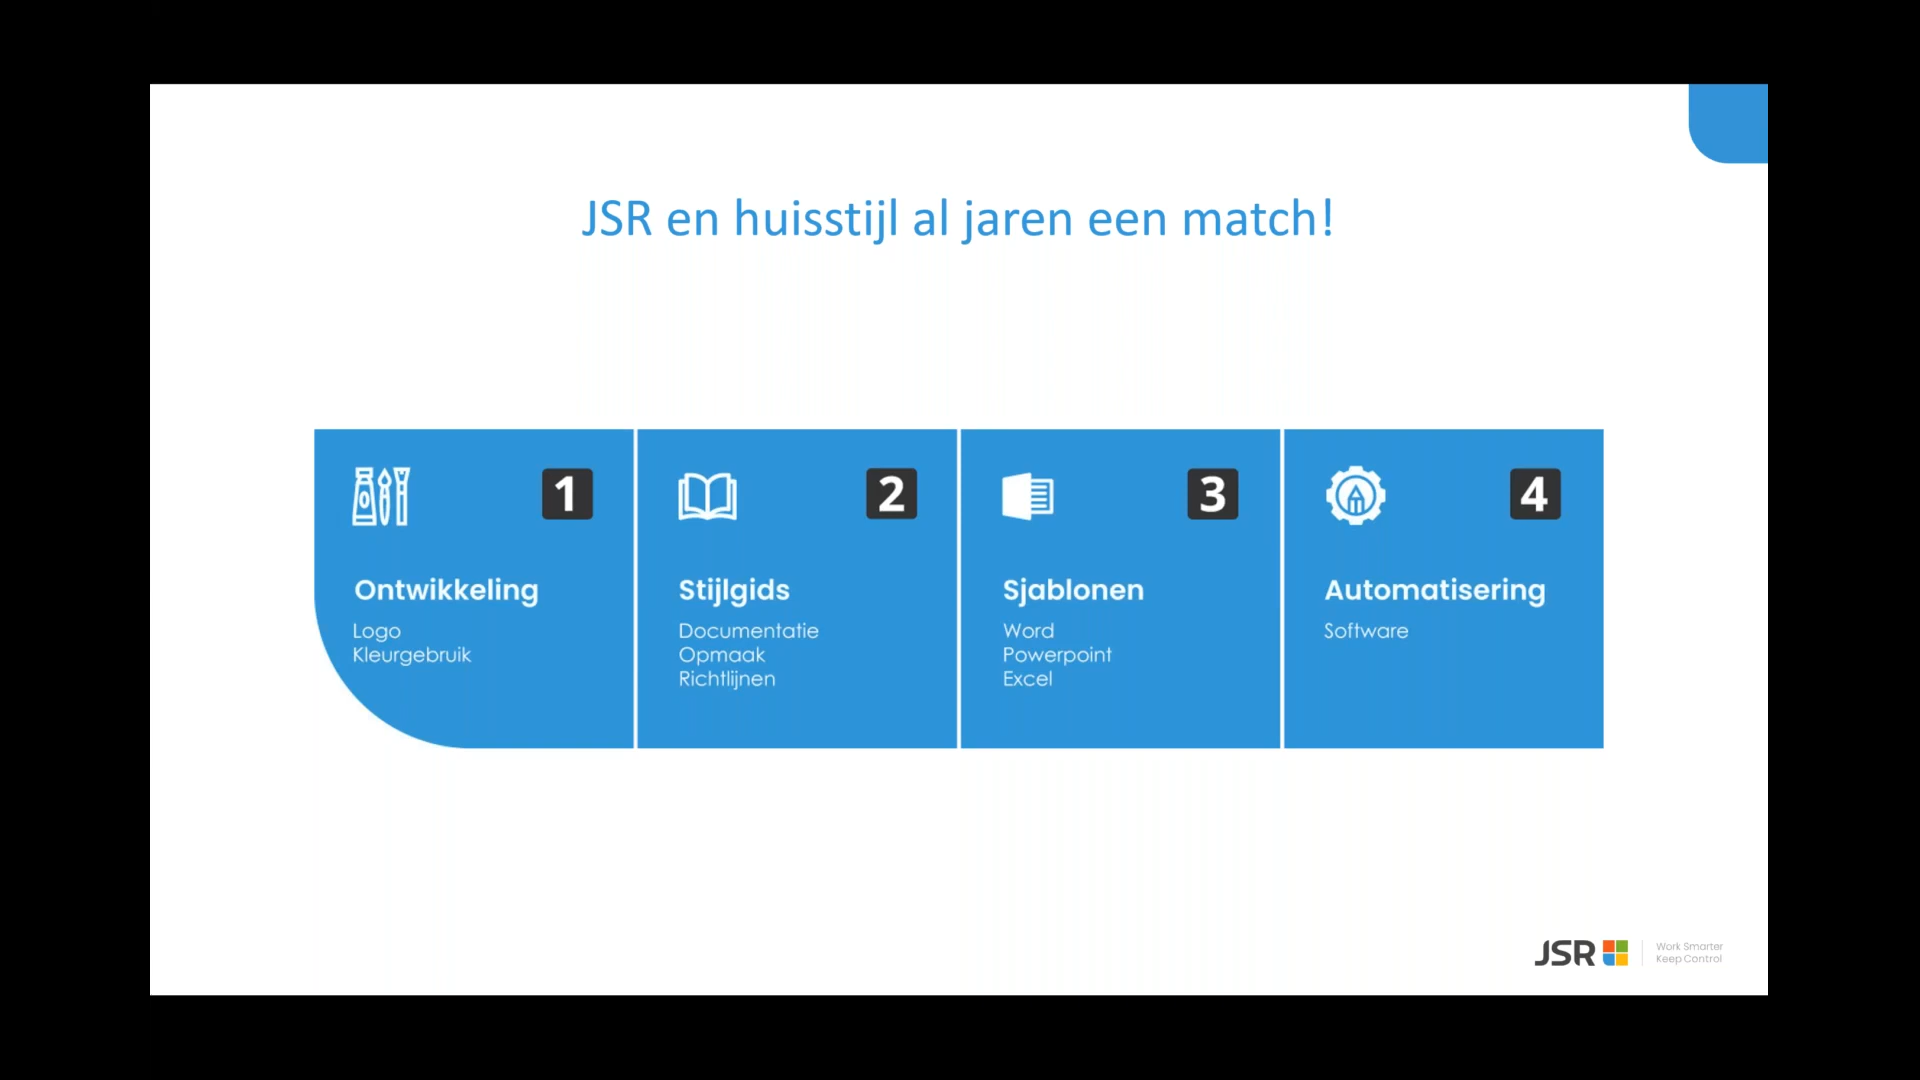 JSR en huisstijl al jaren een match!
1
Ontwikkeling
Logo
Kleurgebruik
2
Stijlgids
Documentatie
Opmaak
Richtlijnen
3
Sjablonen
Word
Powerpoint
Excel
4
Automatisering
Software
JSR
Work Smarter
Keep Control